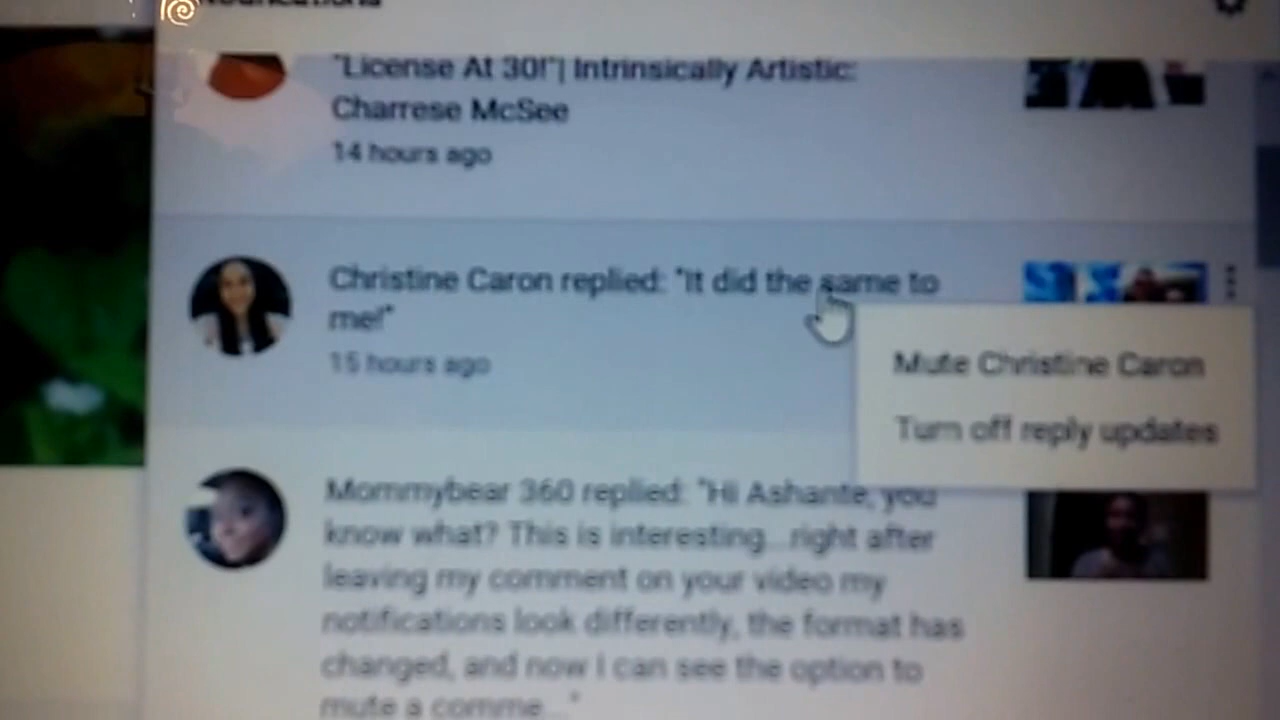 Notifications
"License At 30!"| Intrinsically Artistic:
Charrese McSee
14 hours ago
Christine Caron replied: "It did the same to
me!"
15 hours ago
Mute Christine Caron
Turn off reply updates
Mommybear 360 replied: "Hi Ashante, you
know what? This is interesting...right after
leaving my comment on your video my
notifications look differently, the format has
changed, and now I can see the option to
mute a comme..."